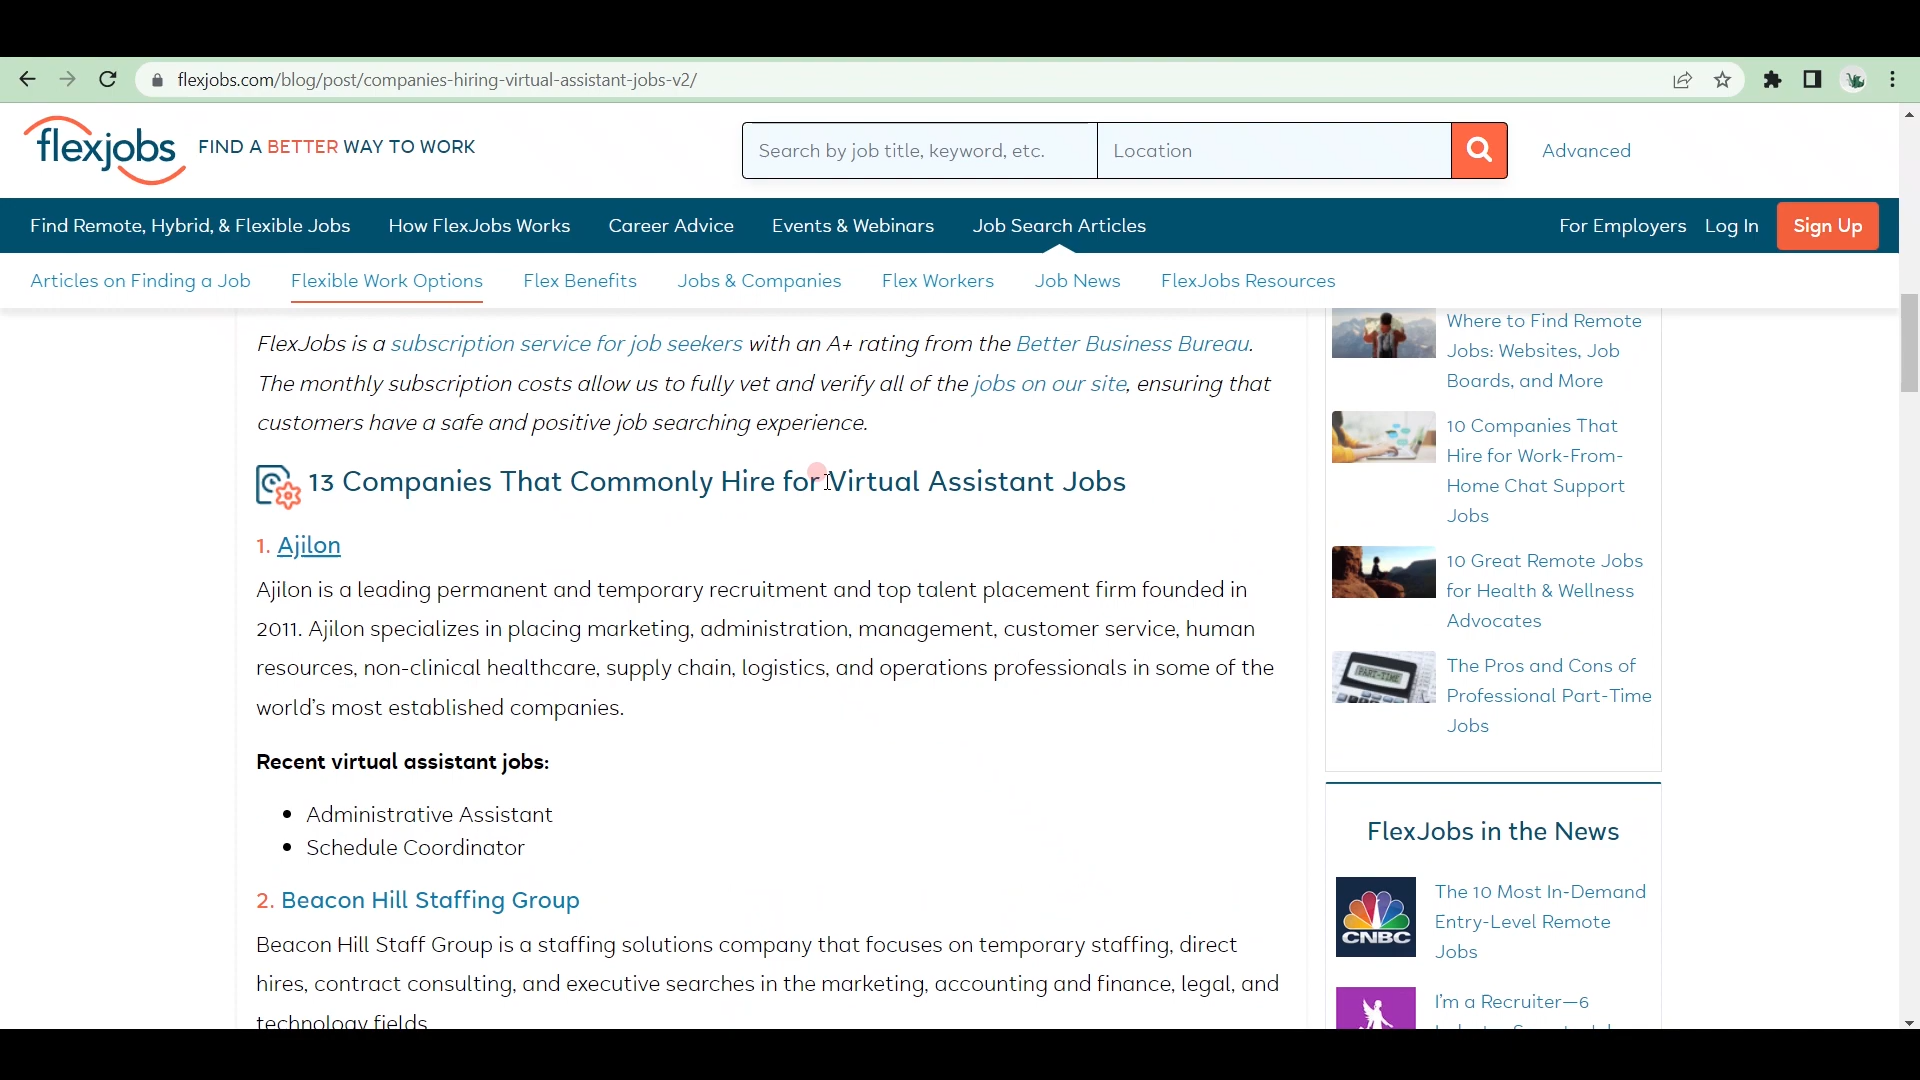 flexjobs.com/blog/post/companies-hiring-virtual-assistant-jobs-v2/
flexjobs
FIND A BETTER WAY TO WORK
Search by job title, keyword, etc.
Location
Advanced
Find Remote, Hybrid, & Flexible Jobs
How FlexJobs Works
Career Advice
Events & Webinars
Job Search Articles
For Employers
Log In
Sign Up
Articles on Finding a Job
Flexible Work Options
Flex Benefits
Jobs & Companies
Flex Workers
Job News
FlexJobs Resources
FlexJobs is a subscription service for job seekers with an A+ rating from the Better Business Bureau.
The monthly subscription costs allow us to fully vet and verify all of the jobs on our site, ensuring that
customers have a safe and positive job searching experience.
13 Companies That Commonly Hire for Virtual Assistant Jobs
1. Ajilon
Ajilon is a leading permanent and temporary recruitment and top talent placement firm founded in
2011. Ajilon specializes in placing marketing, administration, management, customer service, human
resources, non-clinical healthcare, supply chain, logistics, and operations professionals in some of the
world's most established companies.
Recent virtual assistant jobs:
• Administrative Assistant
• Schedule Coordinator
2. Beacon Hill Staffing Group
Beacon Hill Staff Group is a staffing solutions company that focuses on temporary staffing, direct
hires, contract consulting, and executive searches in the marketing, accounting and finance, legal, and
technology fields.
Where to Find Remote
Jobs: Websites, Job
Boards, and More
10 Companies That
Hire for Work-From-
Home Chat Support
Jobs
10 Great Remote Jobs
for Health & Wellness
Advocates
PART-TIME
The Pros and Cons of
Professional Part-Time
Jobs
FlexJobs in the News
CNBC
The 10 Most In-Demand
Entry-Level Remote
Jobs
I'm a Recruiter—6